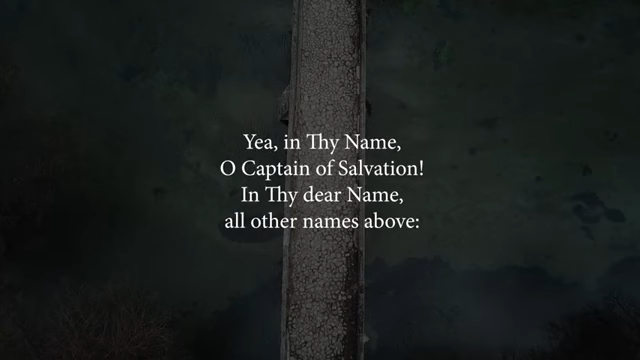 Yea, in Thy Name,
O Captain of Salvation!
In Thy dear Name,
all other names above: